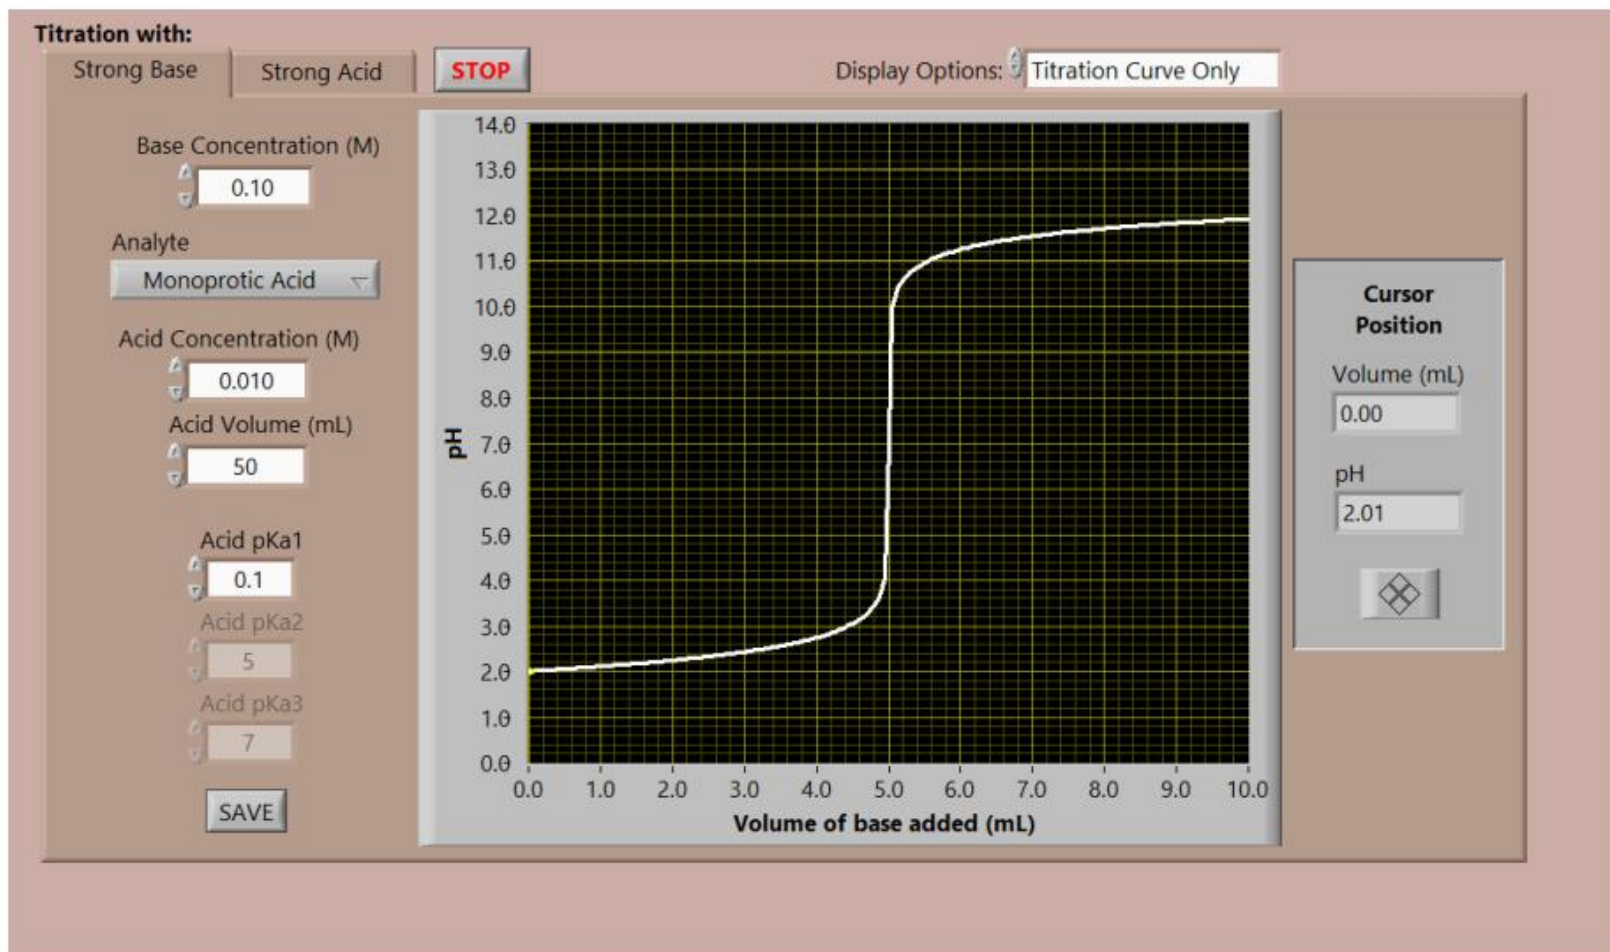 Titration with:
Strong Base
Strong Acid
STOP
Display Options:
Titration Curve Only
Base Concentration (M)
0.10
Analyte
Monoprotic Acid
Acid Concentration (M)
0.010
Acid Volume (mL)
50
Acid pKa1
0.1
Acid pKa2
5
Acid pKa3
7
SAVE
14.0
13.0
12.0
11.0
10.0
9.0
8.0
7.0
6.0
5.0
4.0
3.0
2.0
1.0
0.0
pH
0.0 1.0 2.0 3.0 4.0 5.0 6.0 7.0 8.0 9.0 10.0
Volume of base added (mL)
Cursor
Position
Volume (mL)
0.00
pH
2.01